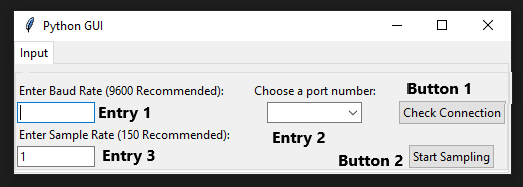 Python GUI
Input
Enter Baud Rate (9600 Recommended):
Choose a port number:
Button 1
Entry 1
Check Connection
Enter Sample Rate (150 Recommended):
Entry 2
1
Entry 3
Button 2
Start Sampling